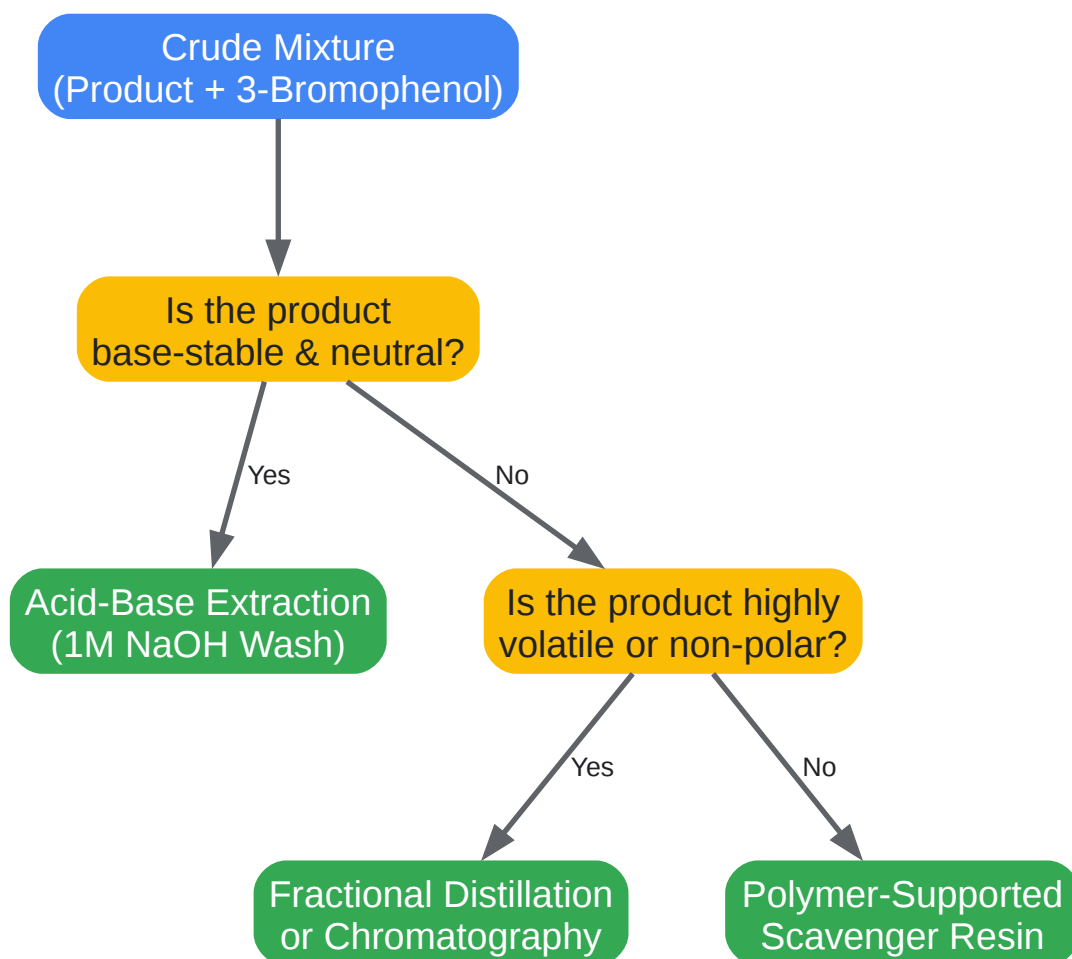 Crude Mixture
(Product + 3-Bromophenol)
Is the product
base-stable & neutral?
Yes
No
Acid-Base Extraction
(1M NaOH Wash)
Is the product highly
volatile or non-polar?
Yes
No
Fractional Distillation
or Chromatography
Polymer-Supported
Scavenger Resin